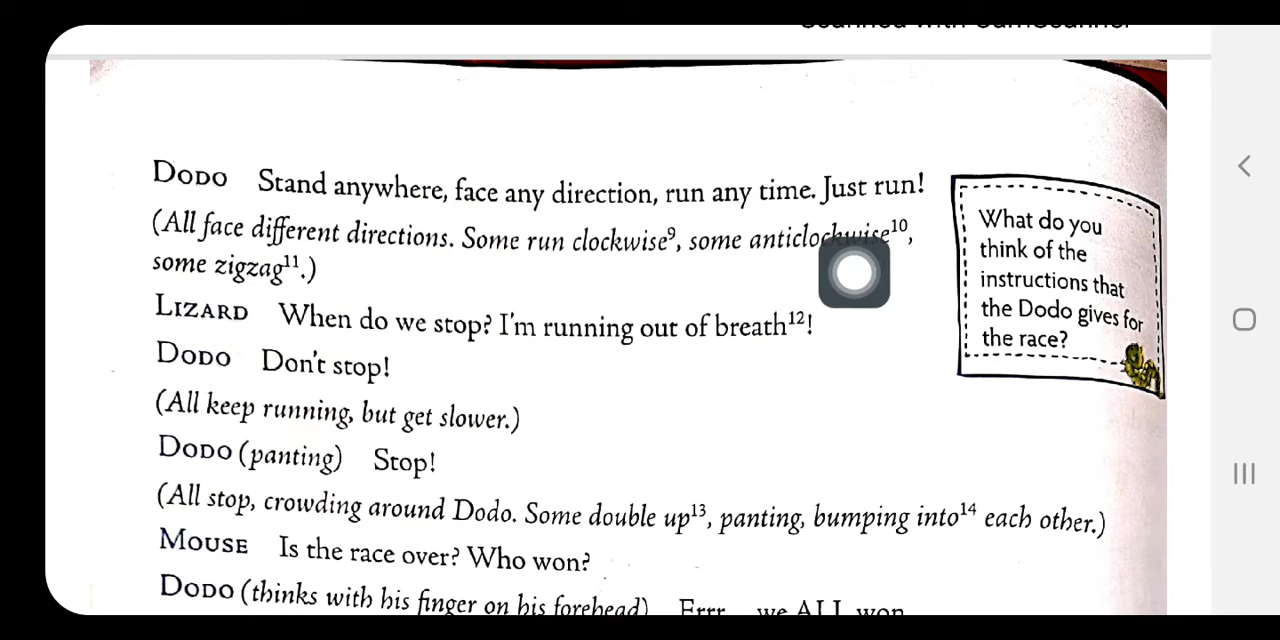 Dodo Stand anywhere, face any direction, run any time. Just run!
(All face different directions. Some run clockwise⁹, some anticlockwise¹⁰,
some zigzag¹¹.)
Lizard When do we stop? I'm running out of breath¹²!
Dodo Don't stop!
(All keep running, but get slower.)
Dodo (panting) Stop!
(All stop, crowding around Dodo. Some double up¹³, panting, bumping into¹⁴ each other.)
Mouse Is the race over? Who won?
Dodo (thinks with his finger on his forehead) Errr... we ALL won
What do you
think of the
instructions that
the Dodo gives for
the race?